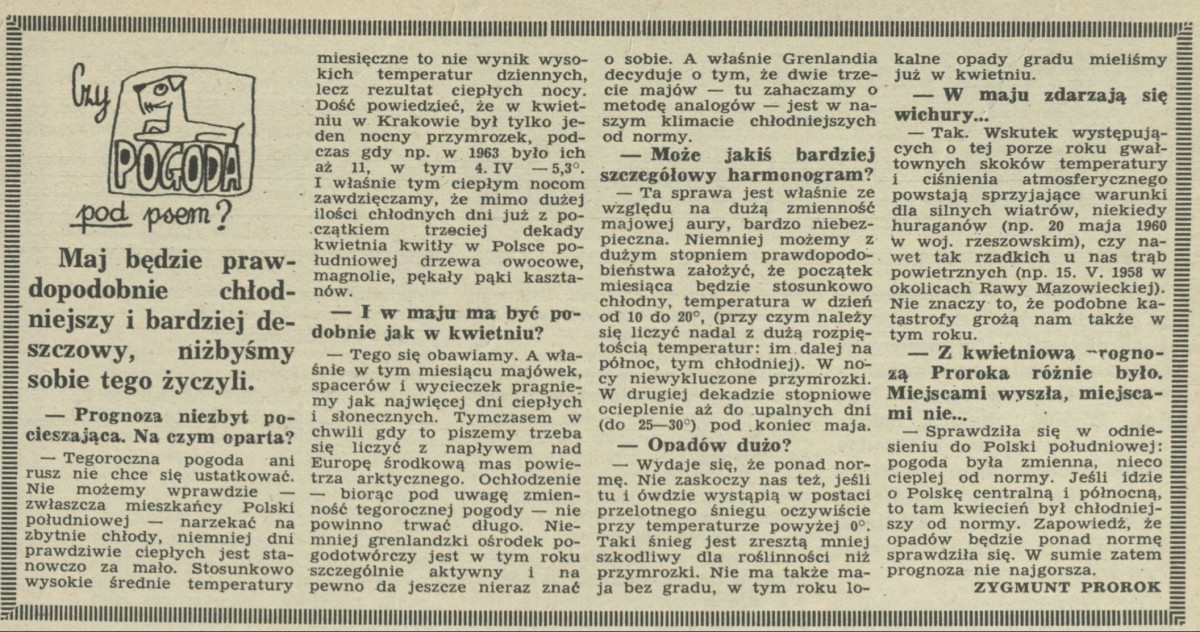 Czy
POGODA
pod psem?
Maj będzie praw-
dopodobnie chłod-
niejszy i bardziej de-
szczowy, niżbyśmy
sobie tego życzyli.
— Prognoza niezbyt po-
cieszająca. Na czym oparta?
— Tegoroczna pogoda ani
rusz nie chce się ustatkować.
Nie możemy wprawdzie —
zwłaszcza mieszkańcy Polski
południowej — narzekać na
zbytnie chłody, niemniej dni
prawdziwie ciepłych jest sta-
nowczo za mało. Stosunkowo
wysokie średnie temperatury
miesięczne to nie wynik wyso-
kich temperatur dziennych,
lecz rezultat ciepłych nocy.
Dość powiedzieć, że w kwiet-
niu w Krakowie był tylko je-
den nocny przymrozek, pod-
czas gdy np. w 1963 było ich
aż 11, w tym 4. IV —5,3°.
I właśnie tym ciepłym nocom
zawdzięczamy, że mimo dużej
ilości chłodnych dni już z po-
czątkiem trzeciej dekady
kwietnia kwitły w Polsce po-
łudniowej drzewa owocowe,
magnolie, pękały pąki kaszta-
nów.
— I w maju ma być po-
dobnie jak w kwietniu?
— Tego się obawiamy. A wła-
śnie w tym miesiącu majówek,
spacerów i wycieczek pragnie-
my jak najwięcej dni ciepłych
i słonecznych. Tymczasem w
chwili gdy to piszemy trzeba
się liczyć z napływem nad
Europę środkową mas powie-
trza arktycznego. Ochłodzenie
— biorąc pod uwagę zmien-
ność tegorocznej pogody — nie
powinno trwać długo. Nie-
mniej grenlandzki ośrodek po-
godotwórczy jest w tym roku
szczególnie aktywny i na
pewno da jeszcze nieraz znać
o sobie. A właśnie Grenlandia
decyduje o tym, że dwie trze-
cie majów — tu zahaczamy o
metodę analogów — jest w na-
szym klimacie chłodniejszych
od normy.
— Może jakiś bardziej
szczegółowy harmonogram?
— Ta sprawa jest właśnie ze
względu na dużą zmienność
majowej aury, bardzo niebez-
pieczna. Niemniej możemy z
dużym stopniem prawdopodo-
bieństwa założyć, że początek
miesiąca będzie stosunkowo
chłodny, temperatura w dzień
od 10 do 20°, (przy czym należy
się liczyć nadal z dużą rozpię-
tością temperatur: im dalej na
północ, tym chłodniej). W no-
cy niewykluczone przymrozki.
W drugiej dekadzie stopniowe
ocieplenie aż do upalnych dni
(do 25—30°) pod koniec maja.
— Opadów dużo?
— Wydaje się, że ponad nor-
mę. Nie zaskoczy nas też, jeśli
tu i ówdzie wystąpią w postaci
przelotnego śniegu oczywiście
przy temperaturze powyżej 0°.
Taki śnieg jest zresztą mniej
szkodliwy dla roślinności niż
przymrozki. Nie ma także ma-
ja bez gradu, w tym roku lo-
kalne opady gradu mieliśmy
już w kwietniu.
— W maju zdarzają się
wichury...
— Tak. Wskutek występują-
cych o tej porze roku gwał-
townych skoków temperatury
i ciśnienia atmosferycznego
powstają sprzyjające warunki
dla silnych wiatrów, niekiedy
huraganów (np. 20 maja 1960
w woj. rzeszowskim), czy na-
wet tak rzadkich u nas trąb
powietrznych (np. 15. V. 1958 w
okolicach Rawy Mazowieckiej).
Nie znaczy to, że podobne ka-
tastrofy grożą nam także w
tym roku.
— Z kwietniową rogno-
zą Proroka różnie było.
Miejscami wyszła, miejsca-
mi nie...
— Sprawdziła się w odnie-
sieniu do Polski południowej:
pogoda była zmienna, nieco
cieplej od normy. Jeśli idzie
o Polskę centralną i północną,
to tam kwiecień był chłodniej-
szy od normy. Zapowiedź, że
opadów będzie ponad normę
sprawdziła się. W sumie zatem
prognoza nie najgorsza.
ZYGMUNT PROROK